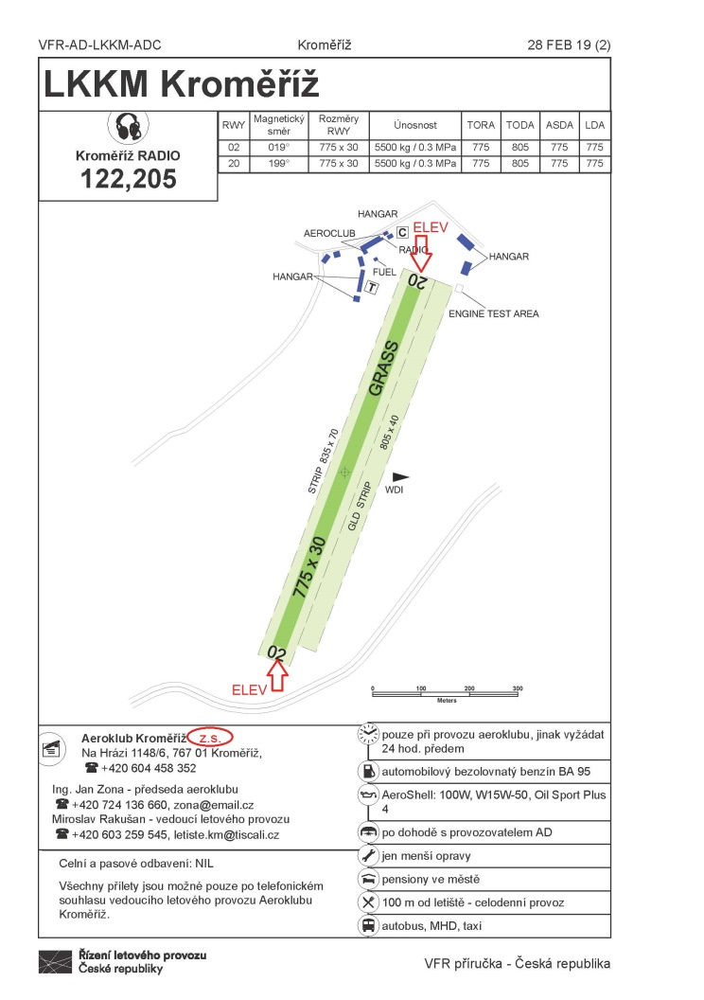 VFR-AD-LKKM-ADC Kroměříž 28 FEB 19 (2)
LKKM Kroměříž
Kroměříž RADIO
122,205
RWY Magnetický směr Rozměry RWY Únosnost TORA TODA ASDA LDA
02 019° 775 x 30 5500 kg / 0.3 MPa 775 805 775 775
20 199° 775 x 30 5500 kg / 0.3 MPa 775 805 775 775
HANGAR
AEROCLUB
C
ELEV
RADIO
HANGAR
FUEL
HANGAR
T
20
ENGINE TEST AREA
GRASS
STRIP 835 x 70
805 x 40
WDI
GLD STRIP
775 x 30
02
ELEV
0 100 200 300
Meters
Aeroklub Kroměříž z.s.
Na Hrázi 1148/6, 767 01 Kroměříž,
☎ +420 604 458 352
Ing. Jan Zona - předseda aeroklubu
☎ +420 724 136 660, zona@email.cz
Miroslav Rakušan - vedoucí letového provozu
☎ +420 603 259 545, letiste.km@tiscali.cz
Celní a pasové odbavení: NIL
Všechny přílety jsou možné pouze po telefonickém
souhlasu vedoucího letového provozu Aeroklubu
Kroměříž.
pouze při provozu aeroklubu, jinak vyžádat
24 hod. předem
automobilový bezolovnatý benzín BA 95
AeroShell: 100W, W15W-50, Oil Sport Plus
4
po dohodě s provozovatelem AD
jen menší opravy
pensiony ve městě
100 m od letiště - celodenní provoz
autobus, MHD, taxi
Řízení letového provozu
České republiky
VFR příručka - Česká republika